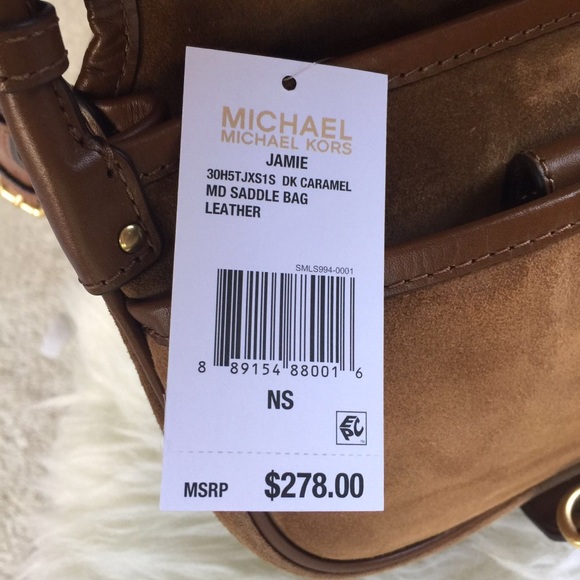 MICHAEL
MICHAEL KORS
JAMIE
30H5TJXS1S DK CARAMEL
MD SADDLE BAG
LEATHER
SMLS994-0001
8 89154 88001 6
NS
EPC
MSRP $278.00